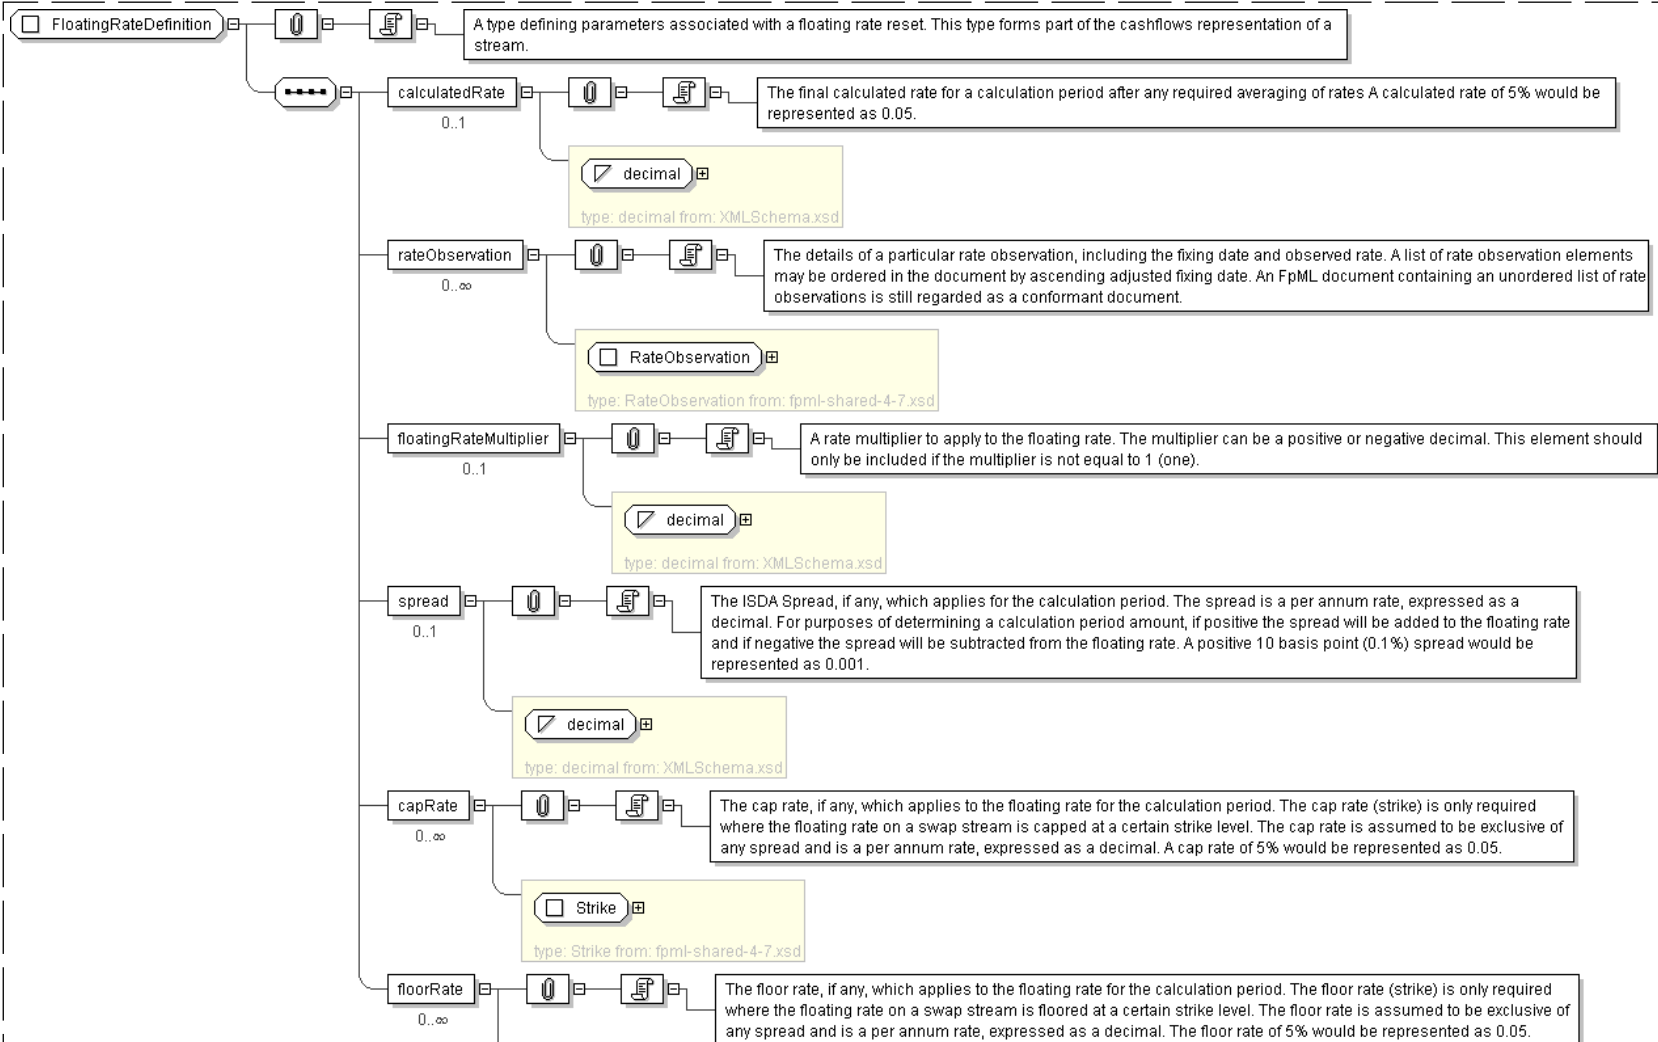 FloatingRateDefinition
A type defining parameters associated with a floating rate reset. This type forms part of the cashflows representation of a
stream.
calculatedRate
0..1
The final calculated rate for a calculation period after any required averaging of rates A calculated rate of 5% would be
represented as 0.05.
decimal
type: decimal from: XMLSchema.xsd
rateObservation
0..∞
The details of a particular rate observation, including the fixing date and observed rate. A list of rate observation elements
may be ordered in the document by ascending adjusted fixing date. An FpML document containing an unordered list of rate
observations is still regarded as a conformant document.
RateObservation
type: RateObservation from: fpml-shared-4-7.xsd
floatingRateMultiplier
0..1
A rate multiplier to apply to the floating rate. The multiplier can be a positive or negative decimal. This element should
only be included if the multiplier is not equal to 1 (one).
decimal
type: decimal from: XMLSchema.xsd
spread
0..1
The ISDA Spread, if any, which applies for the calculation period. The spread is a per annum rate, expressed as a
decimal. For purposes of determining a calculation period amount, if positive the spread will be added to the floating rate
and if negative the spread will be subtracted from the floating rate. A positive 10 basis point (0.1%) spread would be
represented as 0.001.
decimal
type: decimal from: XMLSchema.xsd
capRate
0..∞
The cap rate, if any, which applies to the floating rate for the calculation period. The cap rate (strike) is only required
where the floating rate on a swap stream is capped at a certain strike level. The cap rate is assumed to be exclusive of
any spread and is a per annum rate, expressed as a decimal. A cap rate of 5% would be represented as 0.05.
Strike
type: Strike from: fpml-shared-4-7.xsd
floorRate
0..∞
The floor rate, if any, which applies to the floating rate for the calculation period. The floor rate (strike) is only required
where the floating rate on a swap stream is floored at a certain strike level. The floor rate is assumed to be exclusive of
any spread and is a per annum rate, expressed as a decimal. The floor rate of 5% would be represented as 0.05.